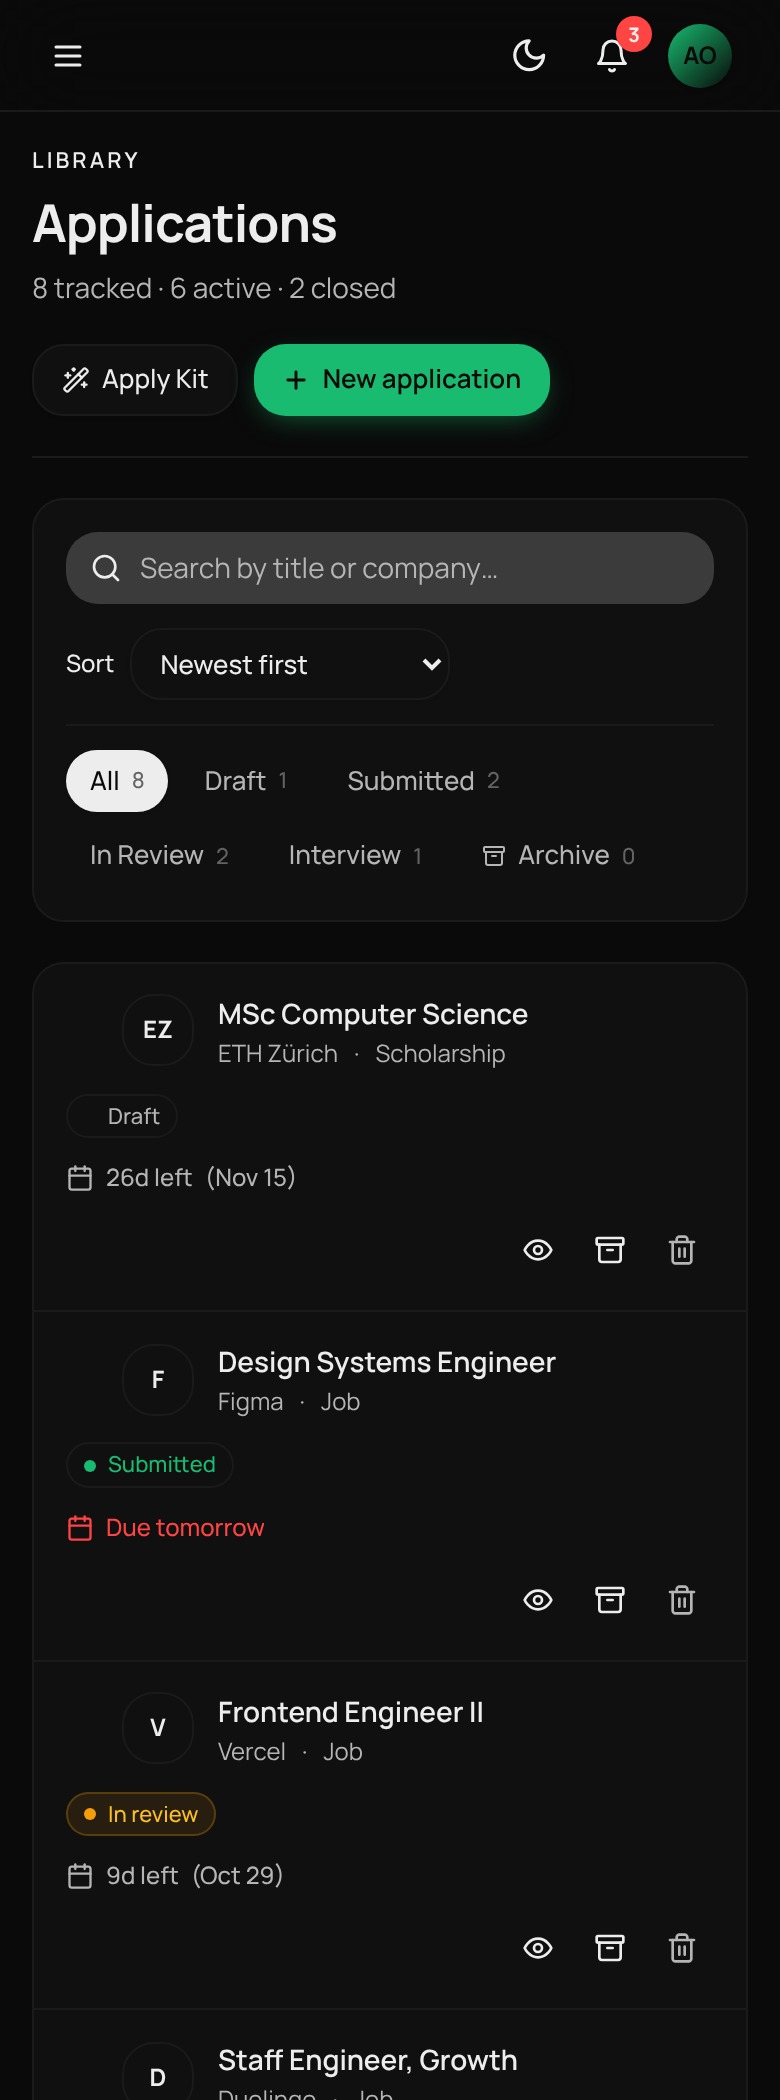 3
AO
LIBRARY
Applications
8 tracked · 6 active · 2 closed
Apply Kit
New application
Search by title or company...
Sort
Newest first
All 8
Draft 1
Submitted 2
In Review 2
Interview 1
Archive 0
EZ
MSc Computer Science
ETH Zürich · Scholarship
Draft
26d left (Nov 15)
F
Design Systems Engineer
Figma · Job
Submitted
Due tomorrow
V
Frontend Engineer II
Vercel · Job
In review
9d left (Oct 29)
D
Staff Engineer, Growth
Duolingo · Job